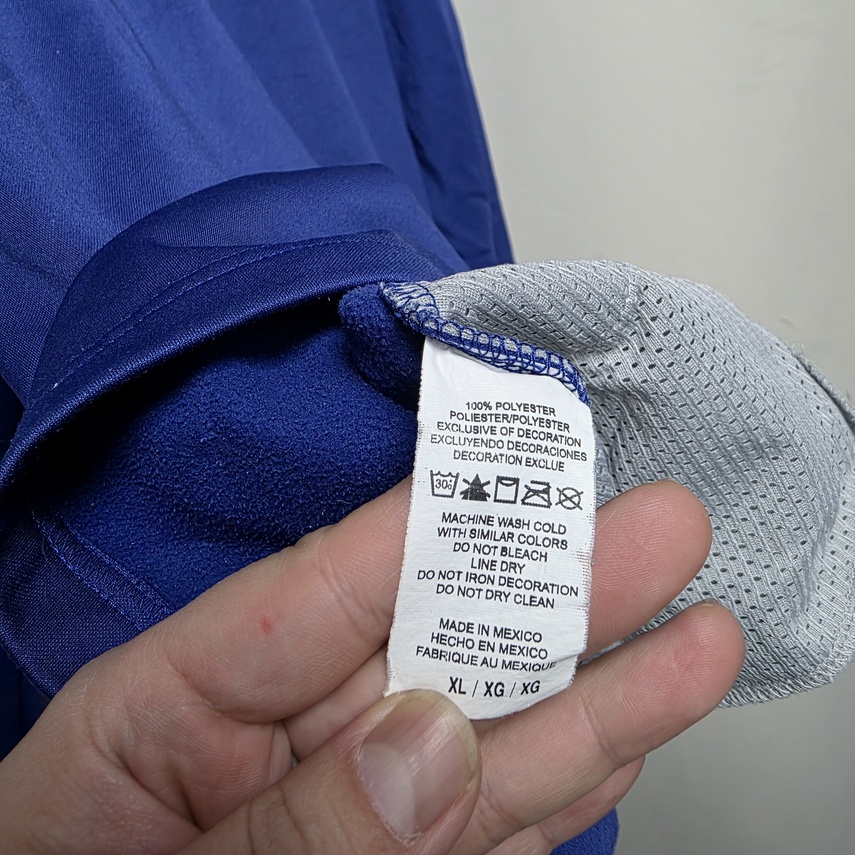 100% POLYESTER
POLIESTER/POLYESTER
EXCLUSIVE OF DECORATION
EXCLUYENDO DECORACIONES
DECORATION EXCLUE
30°
MACHINE WASH COLD
WITH SIMILAR COLORS
DO NOT BLEACH
LINE DRY
DO NOT IRON DECORATION
DO NOT DRY CLEAN
MADE IN MEXICO
HECHO EN MEXICO
FABRIQUE AU MEXIQUE
XL / XG / XG